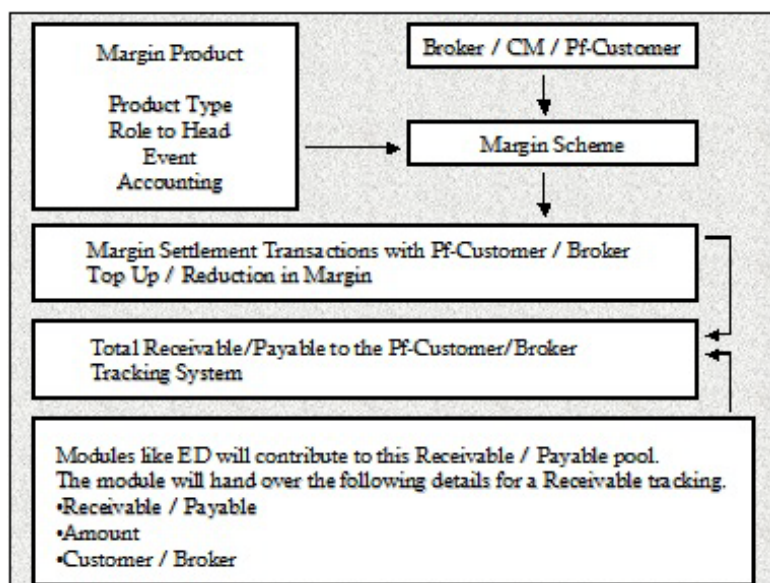 Margin Product
Product Type
Role to Head
Event
Accounting
Broker / CM / Pf-Customer
Margin Scheme
Margin Settlement Transactions with Pf-Customer / Broker
Top Up / Reduction in Margin
Total Receivable/Payable to the Pf-Customer/Broker
Tracking System
Modules like ED will contribute to this Receivable / Payable pool.
The module will hand over the following details for a Receivable tracking.
•Receivable / Payable
•Amount
•Customer / Broker